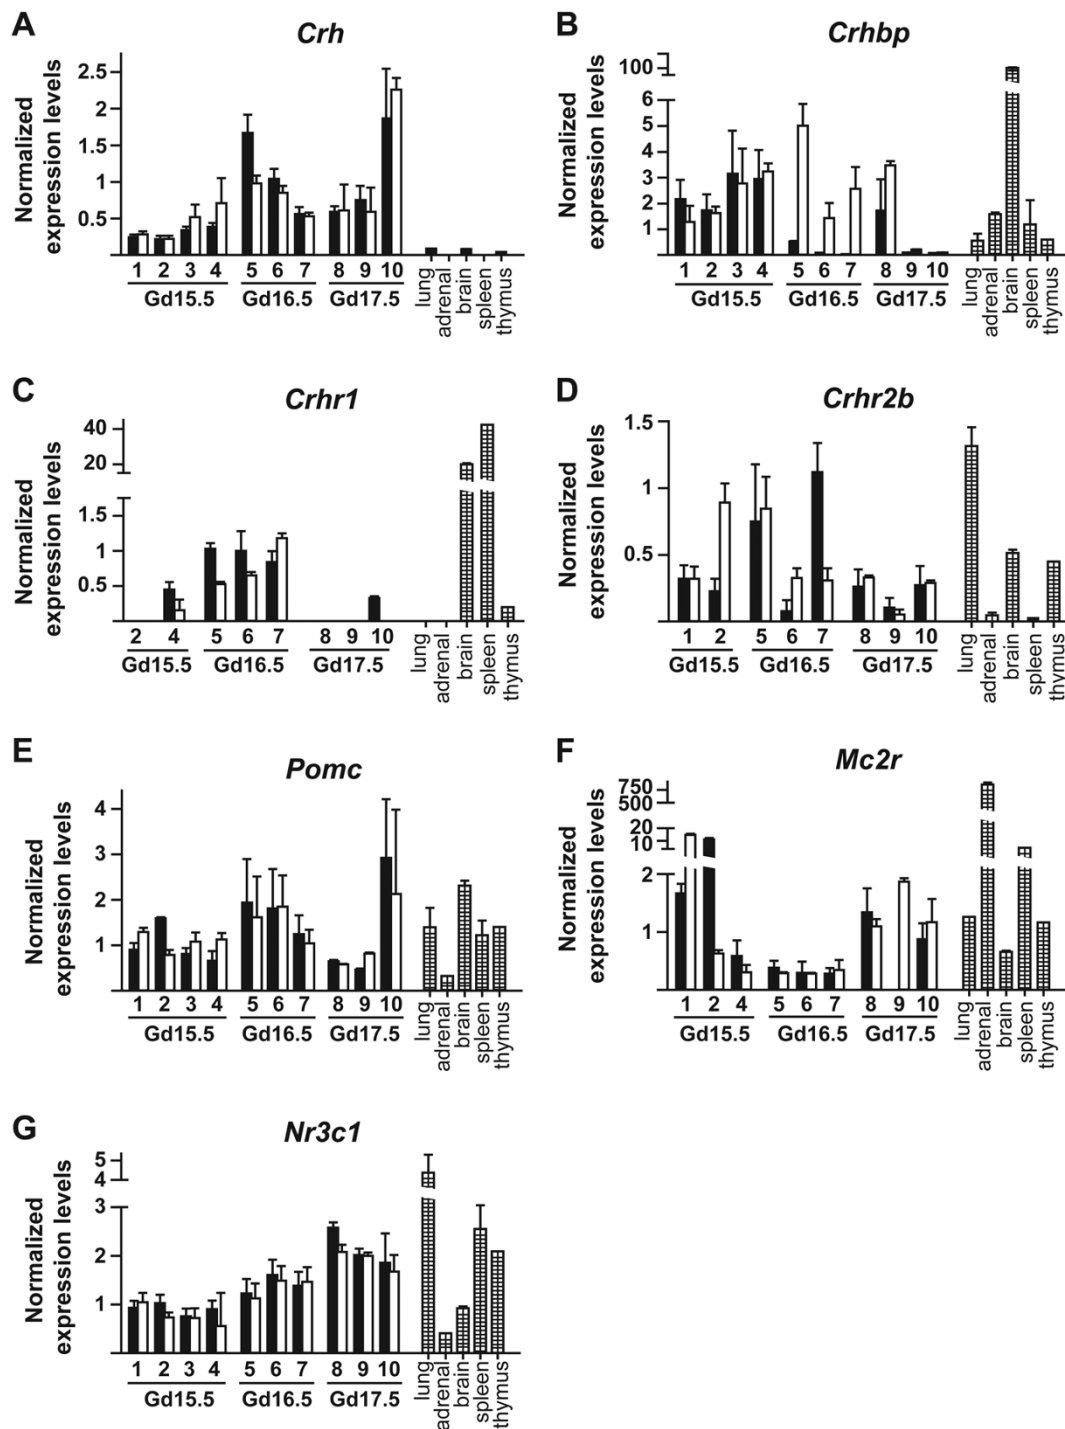 A
Crh
Normalized
expression levels
2.5
2
1.5
1
0.5
1 2 3 4 5 6 7 8 9 10
Gd15.5 Gd16.5 Gd17.5
lung
adrenal
brain
spleen
thymus
B
Crhbp
Normalized
expression levels
100
6
5
4
3
2
1
1 2 3 4 5 6 7 8 9 10
Gd15.5 Gd16.5 Gd17.5
lung
adrenal
brain
spleen
thymus
C
Crhr1
Normalized
expression levels
40
20
1.5
1
0.5
2 4 5 6 7 8 9 10
Gd15.5 Gd16.5 Gd17.5
lung
adrenal
brain
spleen
thymus
D
Crhr2b
Normalized
expression levels
1.5
1
0.5
1 2 5 6 7 8 9 10
Gd15.5 Gd16.5 Gd17.5
lung
adrenal
brain
spleen
thymus
E
Pomc
Normalized
expression levels
4
3
2
1
1 2 3 4 5 6 7 8 9 10
Gd15.5 Gd16.5 Gd17.5
lung
adrenal
brain
spleen
thymus
F
Mc2r
Normalized
expression levels
750
500
20
10
2
1
1 2 4 5 6 7 8 9 10
Gd15.5 Gd16.5 Gd17.5
lung
adrenal
brain
spleen
thymus
G
Nr3c1
Normalized
expression levels
5
4
3
2
1
1 2 3 4 5 6 7 8 9 10
Gd15.5 Gd16.5 Gd17.5
lung
adrenal
brain
spleen
thymus